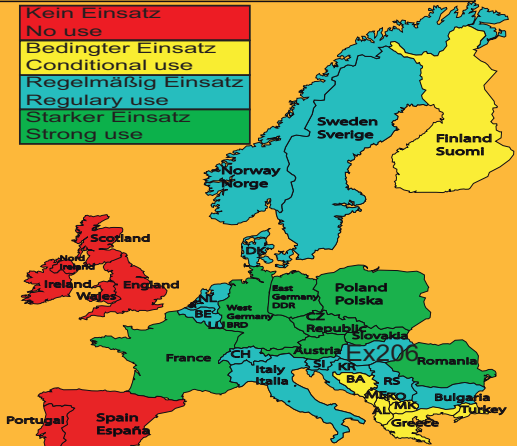 Kein Einsatz
No use
Bedingter Einsatz
Conditional use
Regelmäßig Einsatz
Regulary use
Starker Einsatz
Strong use
Sweden
Sverige
Finland
Suomi
Norway
Norge
Scotland
Nord
Ireland
Ireland
Wales
England
DK
NL
BE
LU
West
Germany
BRD
East
Germany
DDR
Poland
Polska
CZ
Republic
Slovakia
France
CH
Austria
Ex206
Romania
Italy
Italia
SI
KR
BA
RS
ME
KO
Bulgaria
AL
MK
Turkey
Greece
Portugal
Spain
España